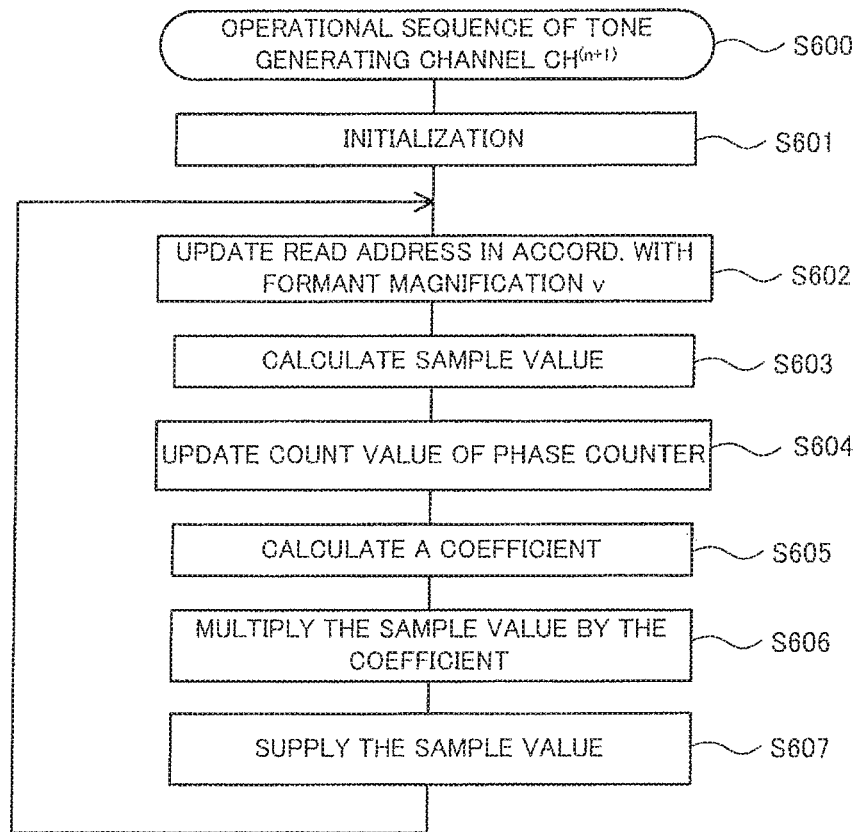 OPERATIONAL SEQUENCE OF TONE
GENERATING CHANNEL CH(n+1)
S600
INITIALIZATION
S601
UPDATE READ ADDRESS IN ACCORD. WITH
FORMANT MAGNIFICATION v
S602
CALCULATE SAMPLE VALUE
S603
UPDATE COUNT VALUE OF PHASE COUNTER
S604
CALCULATE A COEFFICIENT
S605
MULTIPLY THE SAMPLE VALUE BY THE
COEFFICIENT
S606
SUPPLY THE SAMPLE VALUE
S607